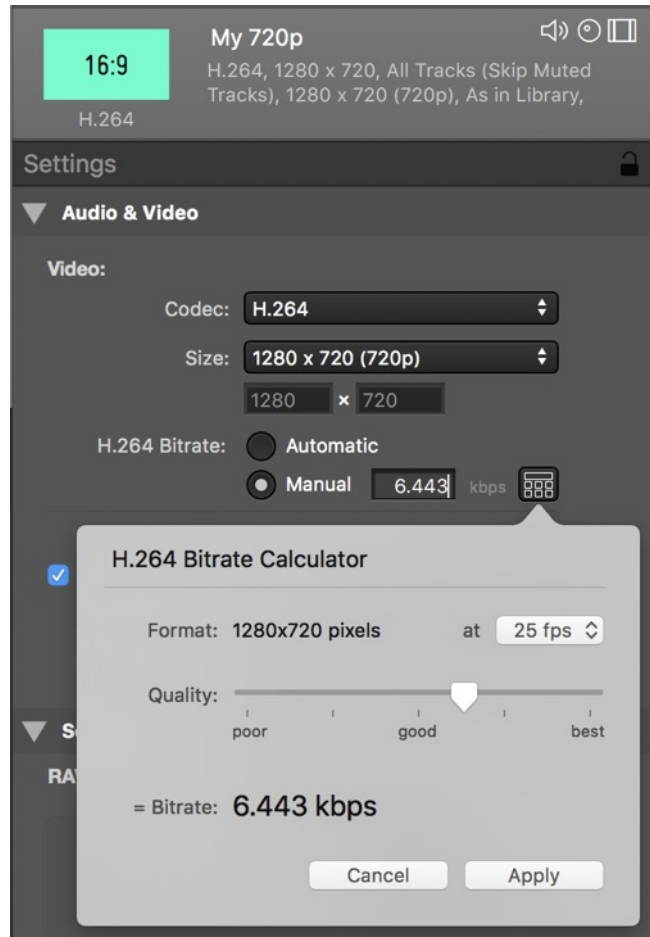 16:9
H.264
My 720p
H.264, 1280 x 720, All Tracks (Skip Muted
Tracks), 1280 x 720 (720p), As in Library,
Settings
Audio & Video
Video:
Codec: H.264
Size: 1280 x 720 (720p)
1280 × 720
H.264 Bitrate: Automatic
Manual 6.443 kbps
H.264 Bitrate Calculator
Format: 1280x720 pixels at 25 fps
Quality:
poor good best
= Bitrate: 6.443 kbps
Cancel Apply